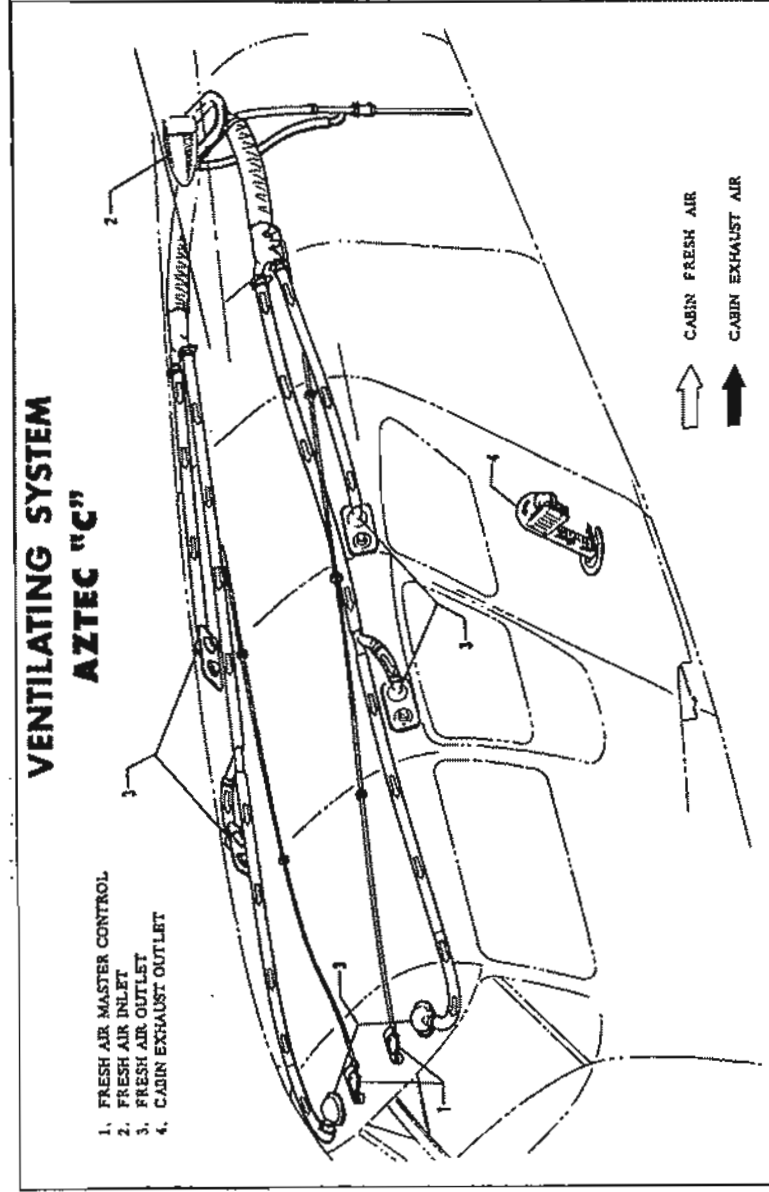 VENTILATING SYSTEM
AZTEC "C"
1. FRESH AIR MASTER CONTROL
2. FRESH AIR INLET
3. FRESH AIR OUTLET
4. CABIN EXHAUST OUTLET
3
2
3
1
3
4
CABIN FRESH AIR
CABIN EXHAUST AIR